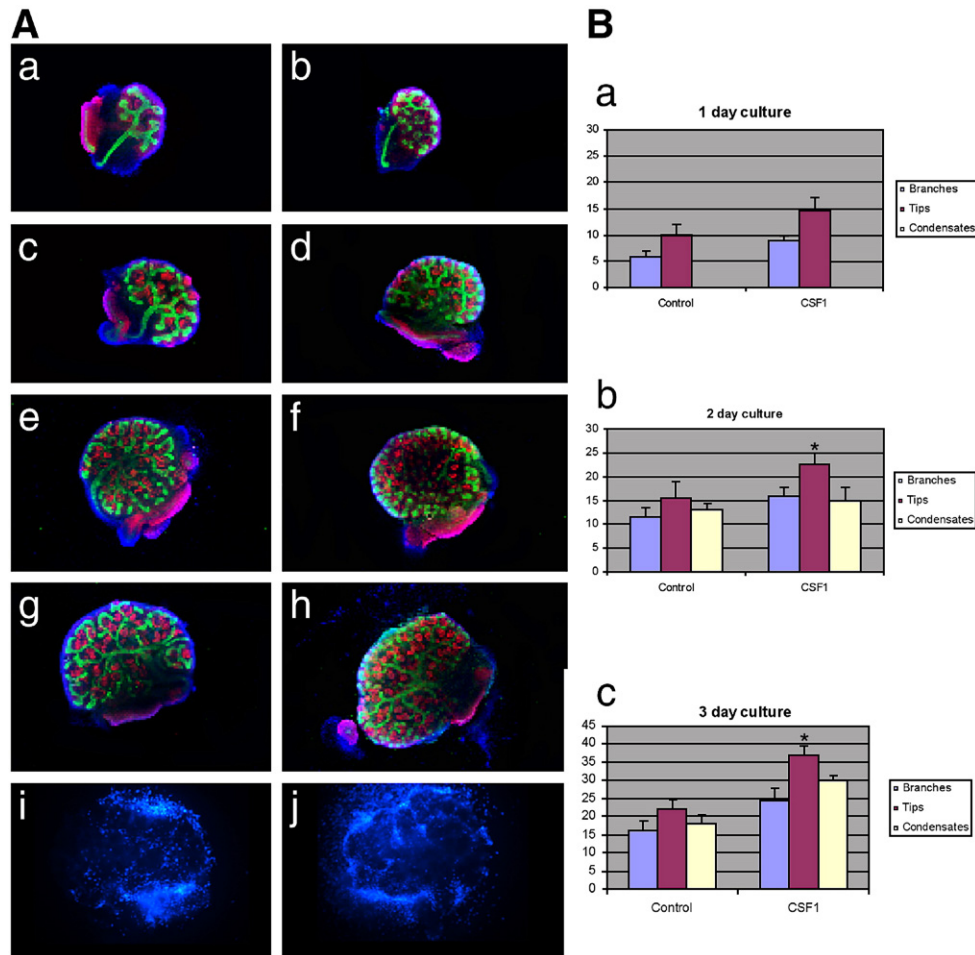 A
a
b
c
d
e
f
g
h
i
j
B
a
1 day culture
30
25
20
15
10
5
0
Control CSF1
Branches
Tips
Condensates
b
2 day culture
30
25
20
15
10
5
0
*
Control CSF1
Branches
Tips
Condensates
c
3 day culture
45
40
35
30
25
20
15
10
5
0
*
Control CSF1
Branches
Tips
Condensates